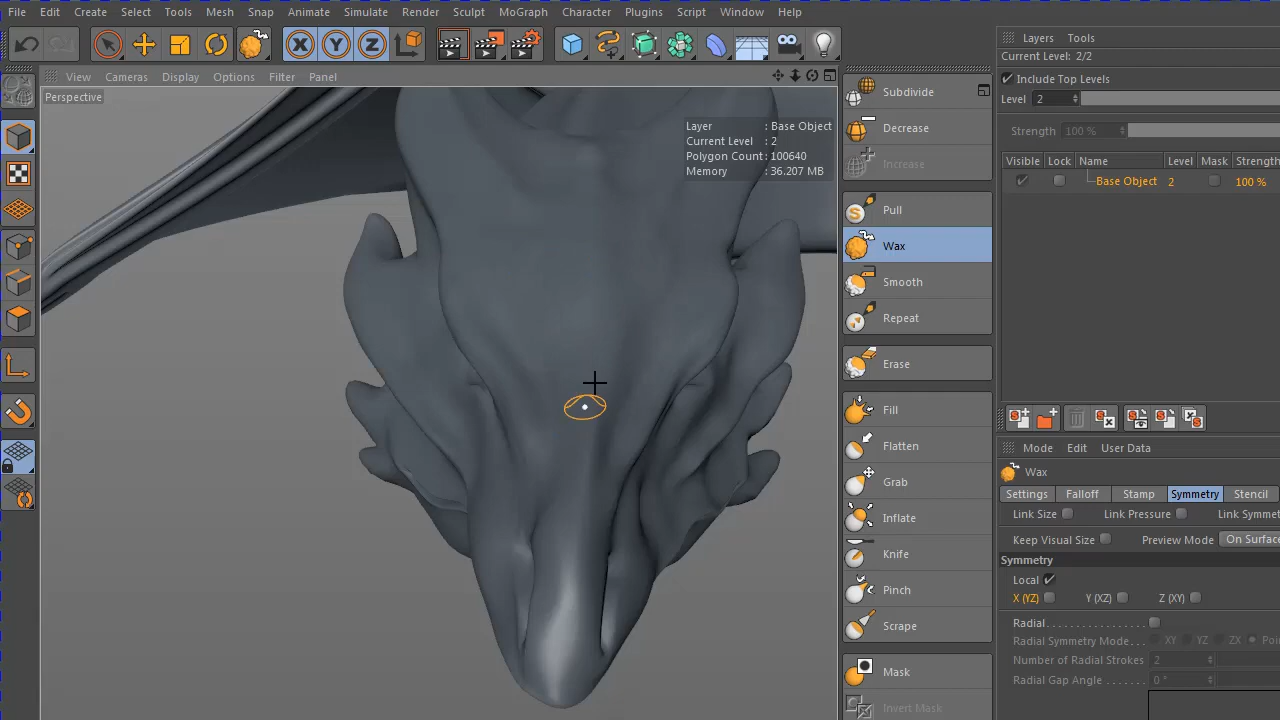 File Edit Create Select Tools Mesh Snap Animate Simulate Render Sculpt MoGraph Character Plugins Script Window Help
View Cameras Display Options Filter Panel
Perspective
Layer : Base Object
Current Level : 2
Polygon Count : 100640
Memory : 36.207 MB
Subdivide
Decrease
Increase
Pull
Wax
Smooth
Repeat
Erase
Fill
Flatten
Grab
Inflate
Knife
Pinch
Scrape
Mask
Invert Mask
Layers Tools
Current Level: 2/2
Include Top Levels
Level 2
Strength 100 %
Visible Lock Name Level Mask Strength
Base Object 2 100 %
Mode Edit User Data
Wax
Settings Falloff Stamp Symmetry Stencil
Link Size Link Pressure Link Symmet
Keep Visual Size Preview Mode On Surface
Symmetry
Local
X (YZ) Y (XZ) Z (XY)
Radial
Radial Symmetry Mode . . . XY YZ ZX Poi
Number of Radial Strokes 2
Radial Gap Angle 0 °